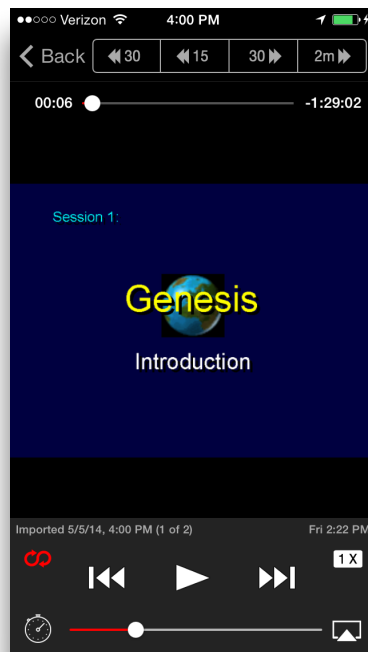 Verizon 4:00 PM
Back 30 15 30 2m
00:06 -1:29:02
Session 1:
Genesis
Introduction
Imported 5/5/14, 4:00 PM (1 of 2) Fri 2:22 PM
1 X